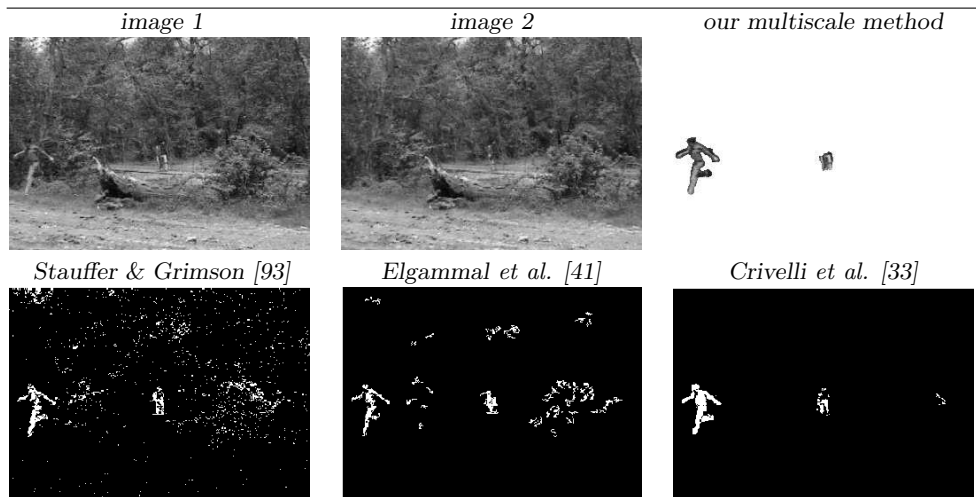 image 1
image 2
our multiscale method
Stauffer & Grimson [93]
Elgammal et al. [41]
Crivelli et al. [33]